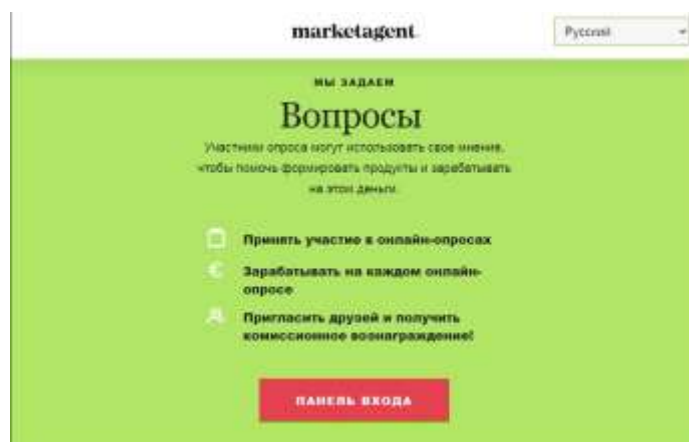 marketagent
Русский
МЫ ЗАДАЕМ
Вопросы
Участники опроса могут использовать свое мнение,
чтобы помочь формировать продукты и зарабатывать
на этом деньги.
Принять участие в онлайн-опросах
Зарабатывать на каждом онлайн-
опросе
Пригласить друзей и получить
комиссионное вознаграждение!
ПАНЕЛЬ ВХОДА